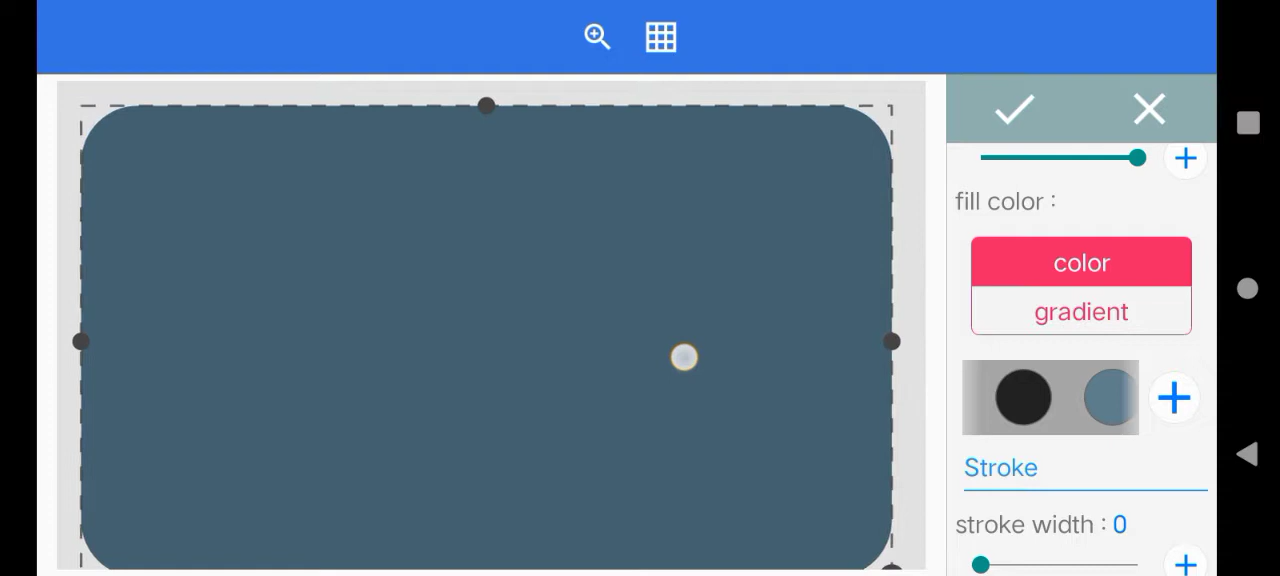 fill color :
color
gradient
Stroke
stroke width : 0